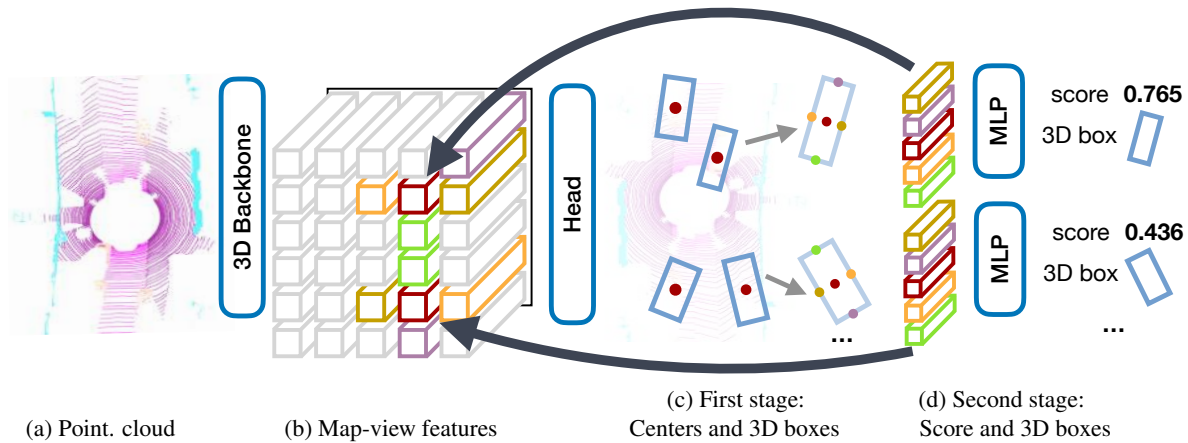 3D Backbone
Head
MLP
score 0.765
3D box
MLP
score 0.436
3D box
...
...
(a) Point. cloud
(b) Map-view features
(c) First stage:
Centers and 3D boxes
(d) Second stage:
Score and 3D boxes